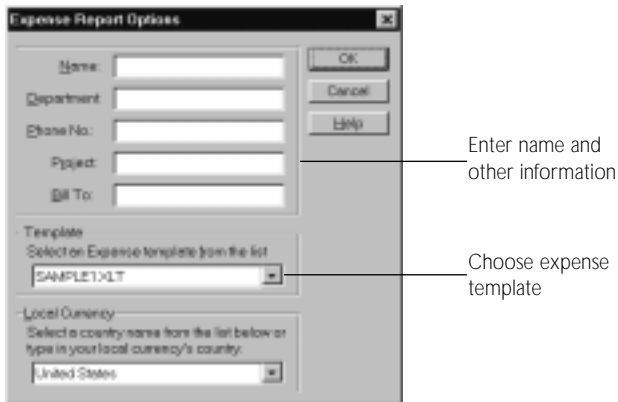 Expense Report Options
Name:
Department:
Phone No.:
Project:
Bill To:
OK
Cancel
Help
Enter name and
other information
Template
Select an Expense template from the list
SAMPLE1.XLT
Choose expense
template
Local Currency
Select a country name from the list below or
type in your local currency's country:
United States